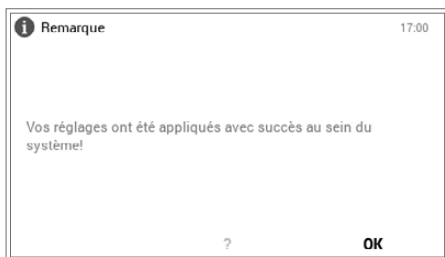 Remarque 17:00
Vos réglages ont été appliqués avec succès au sein du
système!
? OK